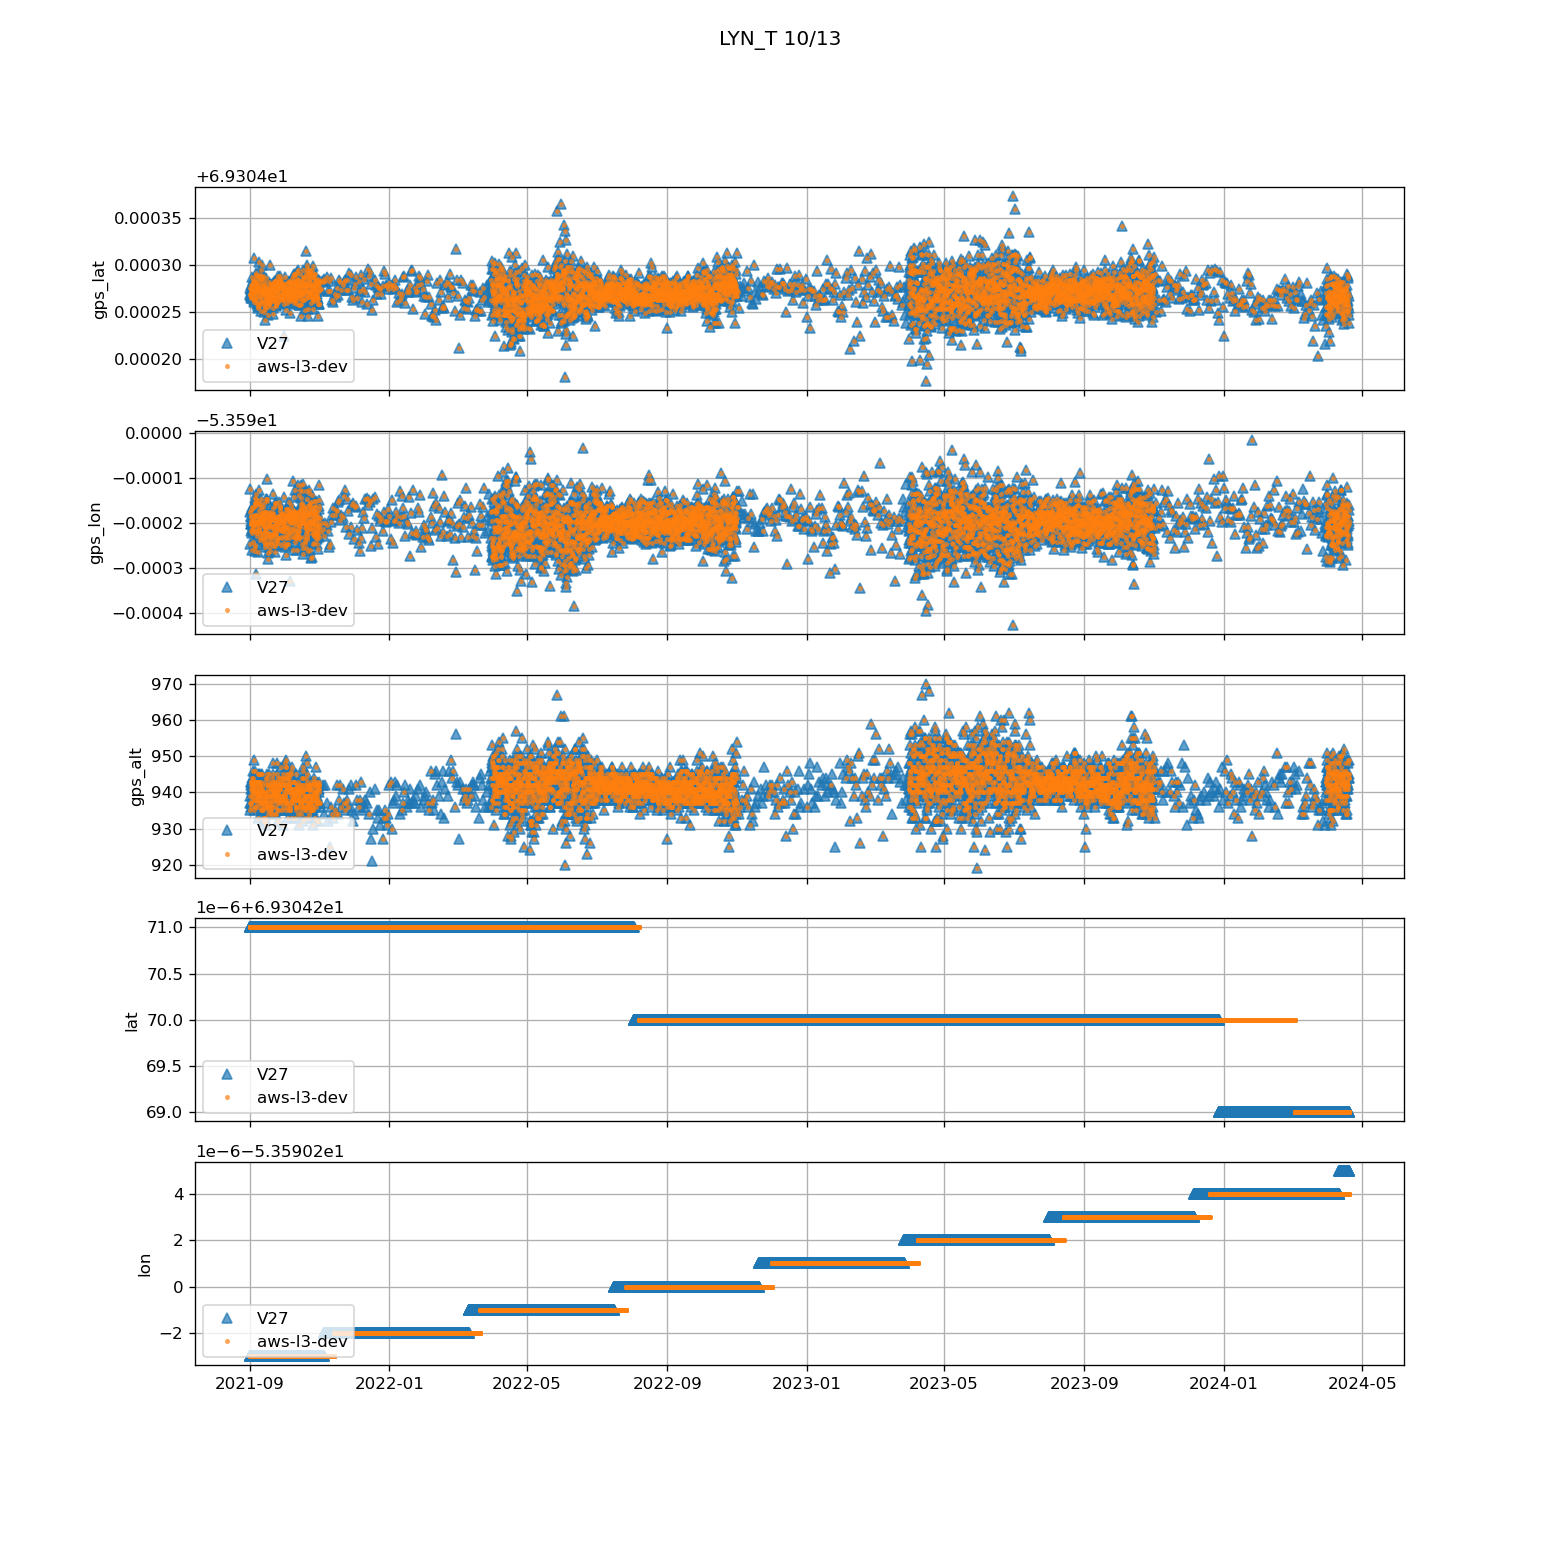 LYN_T 10/13
+6.9304e1
gps_lat
0.00035
0.00030
0.00025
0.00020
V27
aws-l3-dev
−5.359e1
gps_lon
0.0000
−0.0001
−0.0002
−0.0003
−0.0004
V27
aws-l3-dev
gps_alt
970
960
950
940
930
920
V27
aws-l3-dev
1e−6+6.93042e1
lat
71.0
70.5
70.0
69.5
69.0
V27
aws-l3-dev
1e−6−5.35902e1
lon
4
2
0
−2
V27
aws-l3-dev
2021-09 2022-01 2022-05 2022-09 2023-01 2023-05 2023-09 2024-01 2024-05